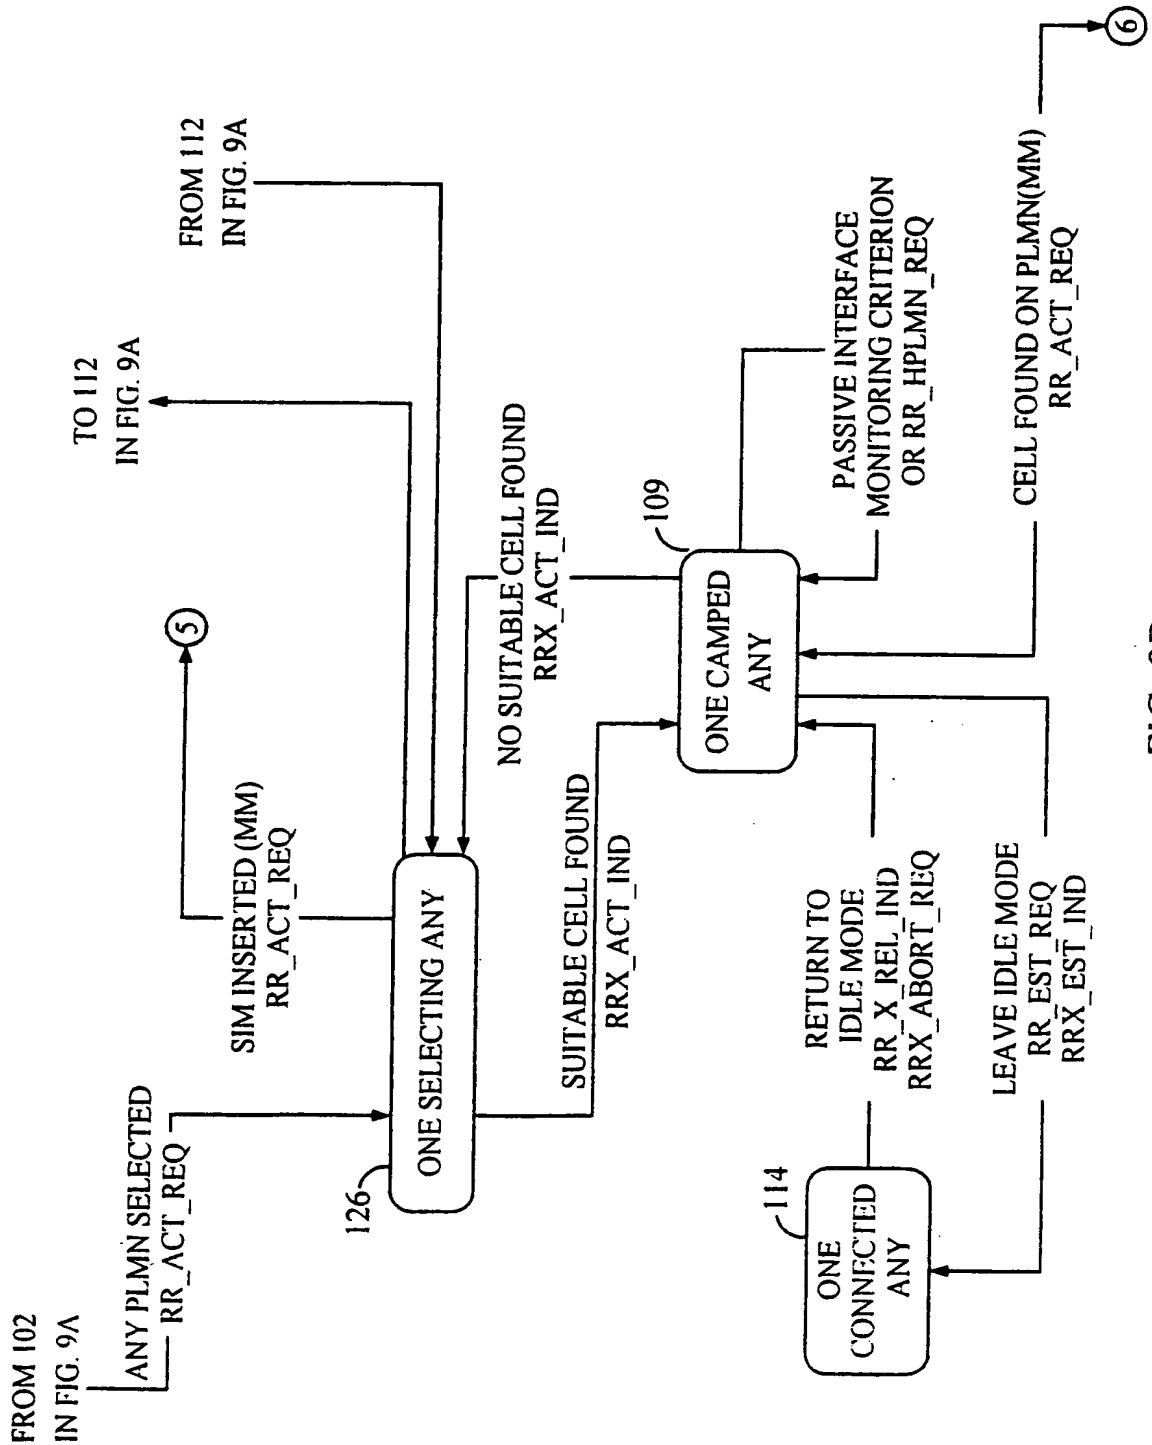 FROM 102
IN FIG. 9A
ANY PLMN SELECTED
RR_ACT_REQ
SIM INSERTED (MM)
RR_ACT_REQ
5
TO 112
IN FIG. 9A
FROM 112
IN FIG. 9A
126
ONE SELECTING ANY
SUITABLE CELL FOUND
RRX_ACT_IND
NO SUITABLE CELL FOUND
RRX_ACT_IND
109
ONE CAMPED
ANY
PASSIVE INTERFACE
MONITORING CRITERION
OR RR_HPLMN_REQ
114
ONE
CONNECTED
ANY
RETURN TO
IDLE MODE
RR_X_REL_IND
RRX_ABORT_REQ
LEAVE IDLE MODE
RR_EST_REQ
RRX_EST_IND
CELL FOUND ON PLMN(MM)
RR_ACT_REQ
6